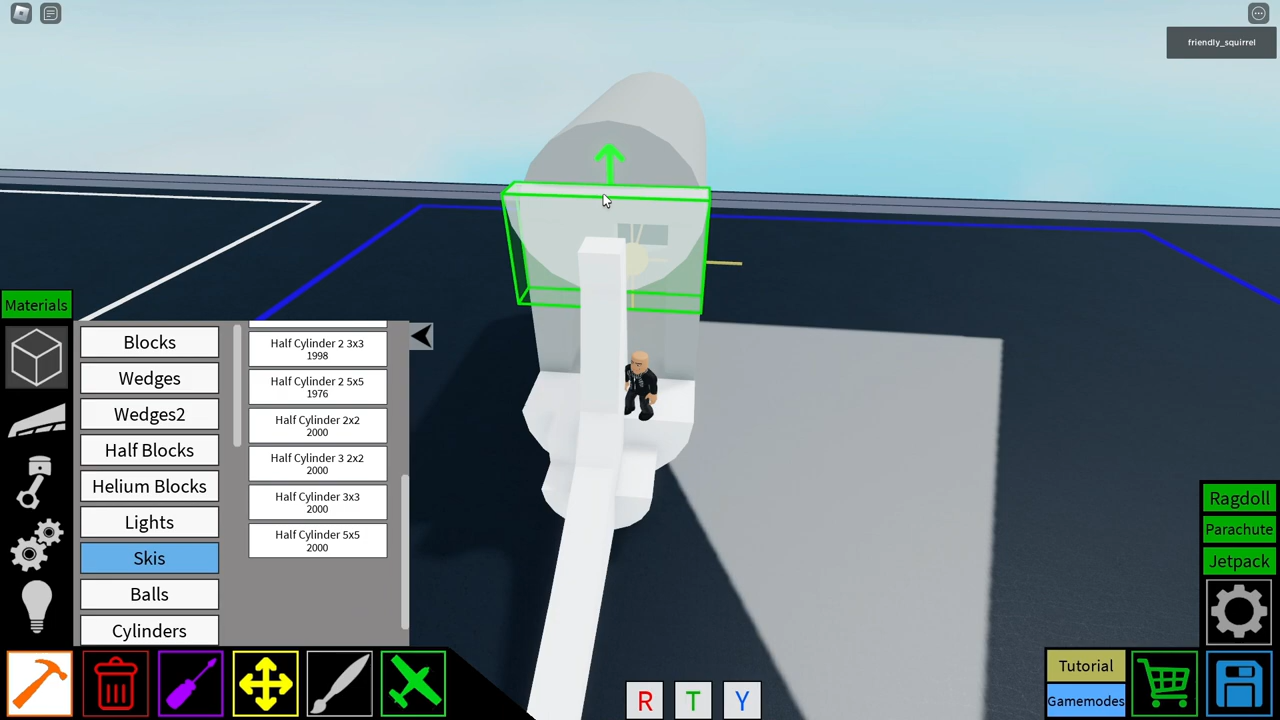 friendly_squirrel
Materials
Blocks
Wedges
Wedges2
Half Blocks
Helium Blocks
Lights
Skis
Balls
Cylinders
Half Cylinder 2 3x3
1998
Half Cylinder 2 5x5
1976
Half Cylinder 2x2
2000
Half Cylinder 3 2x2
2000
Half Cylinder 3x3
2000
Half Cylinder 5x5
2000
Ragdoll
Parachute
Jetpack
Tutorial
Gamemodes
R T Y